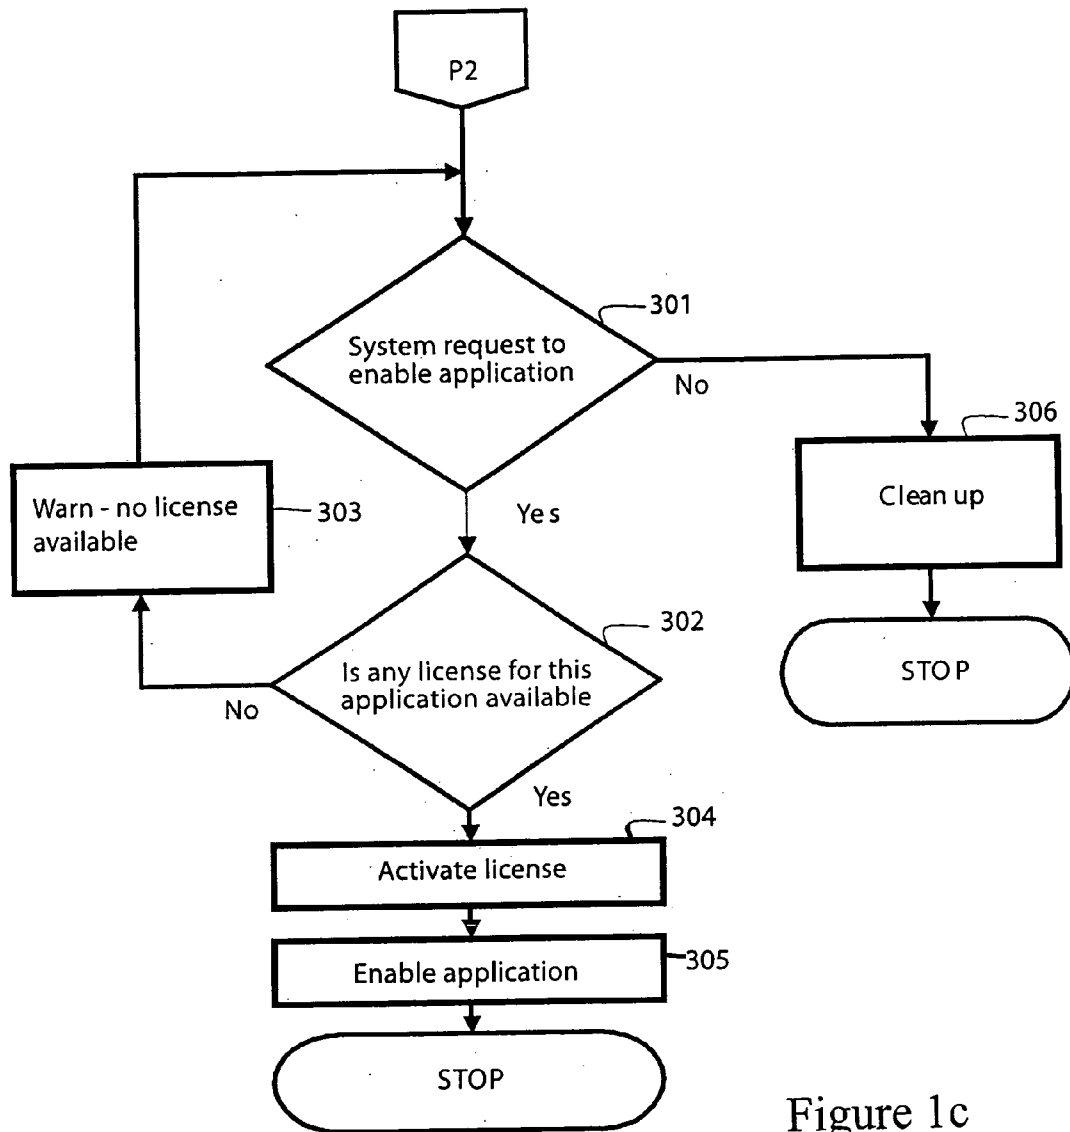 P2
301
System request to
enable application
No
306
Clean up
Warn - no license
available
303
Yes
302
STOP
Is any license for this
application available
No
Yes
304
Activate license
305
Enable application
STOP
Figure 1c